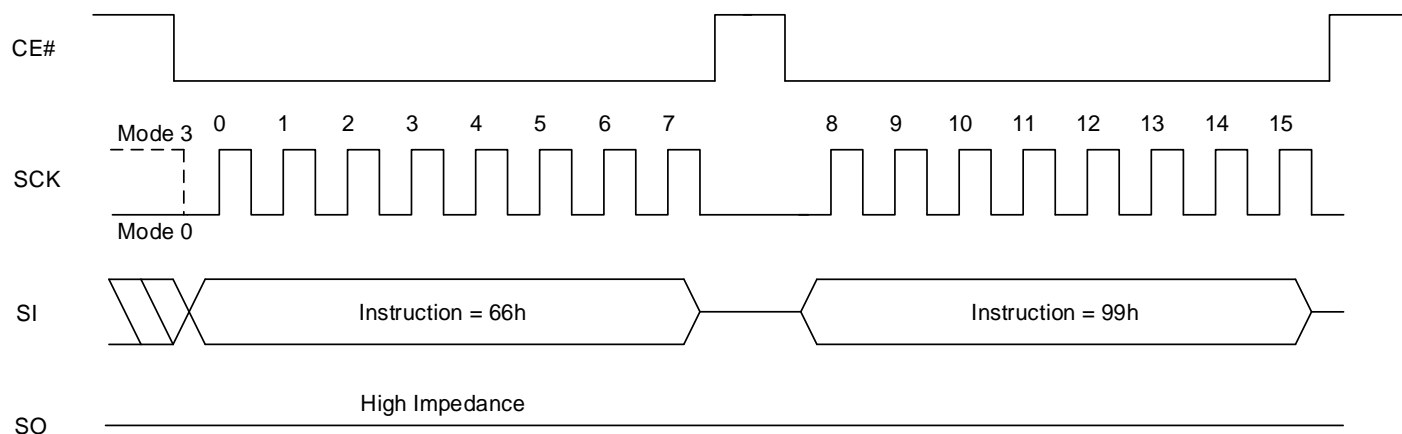 CE#
Mode 3
0 1 2 3 4 5 6 7 8 9 10 11 12 13 14 15
SCK
Mode 0
SI
Instruction = 66h
Instruction = 99h
High Impedance
SO